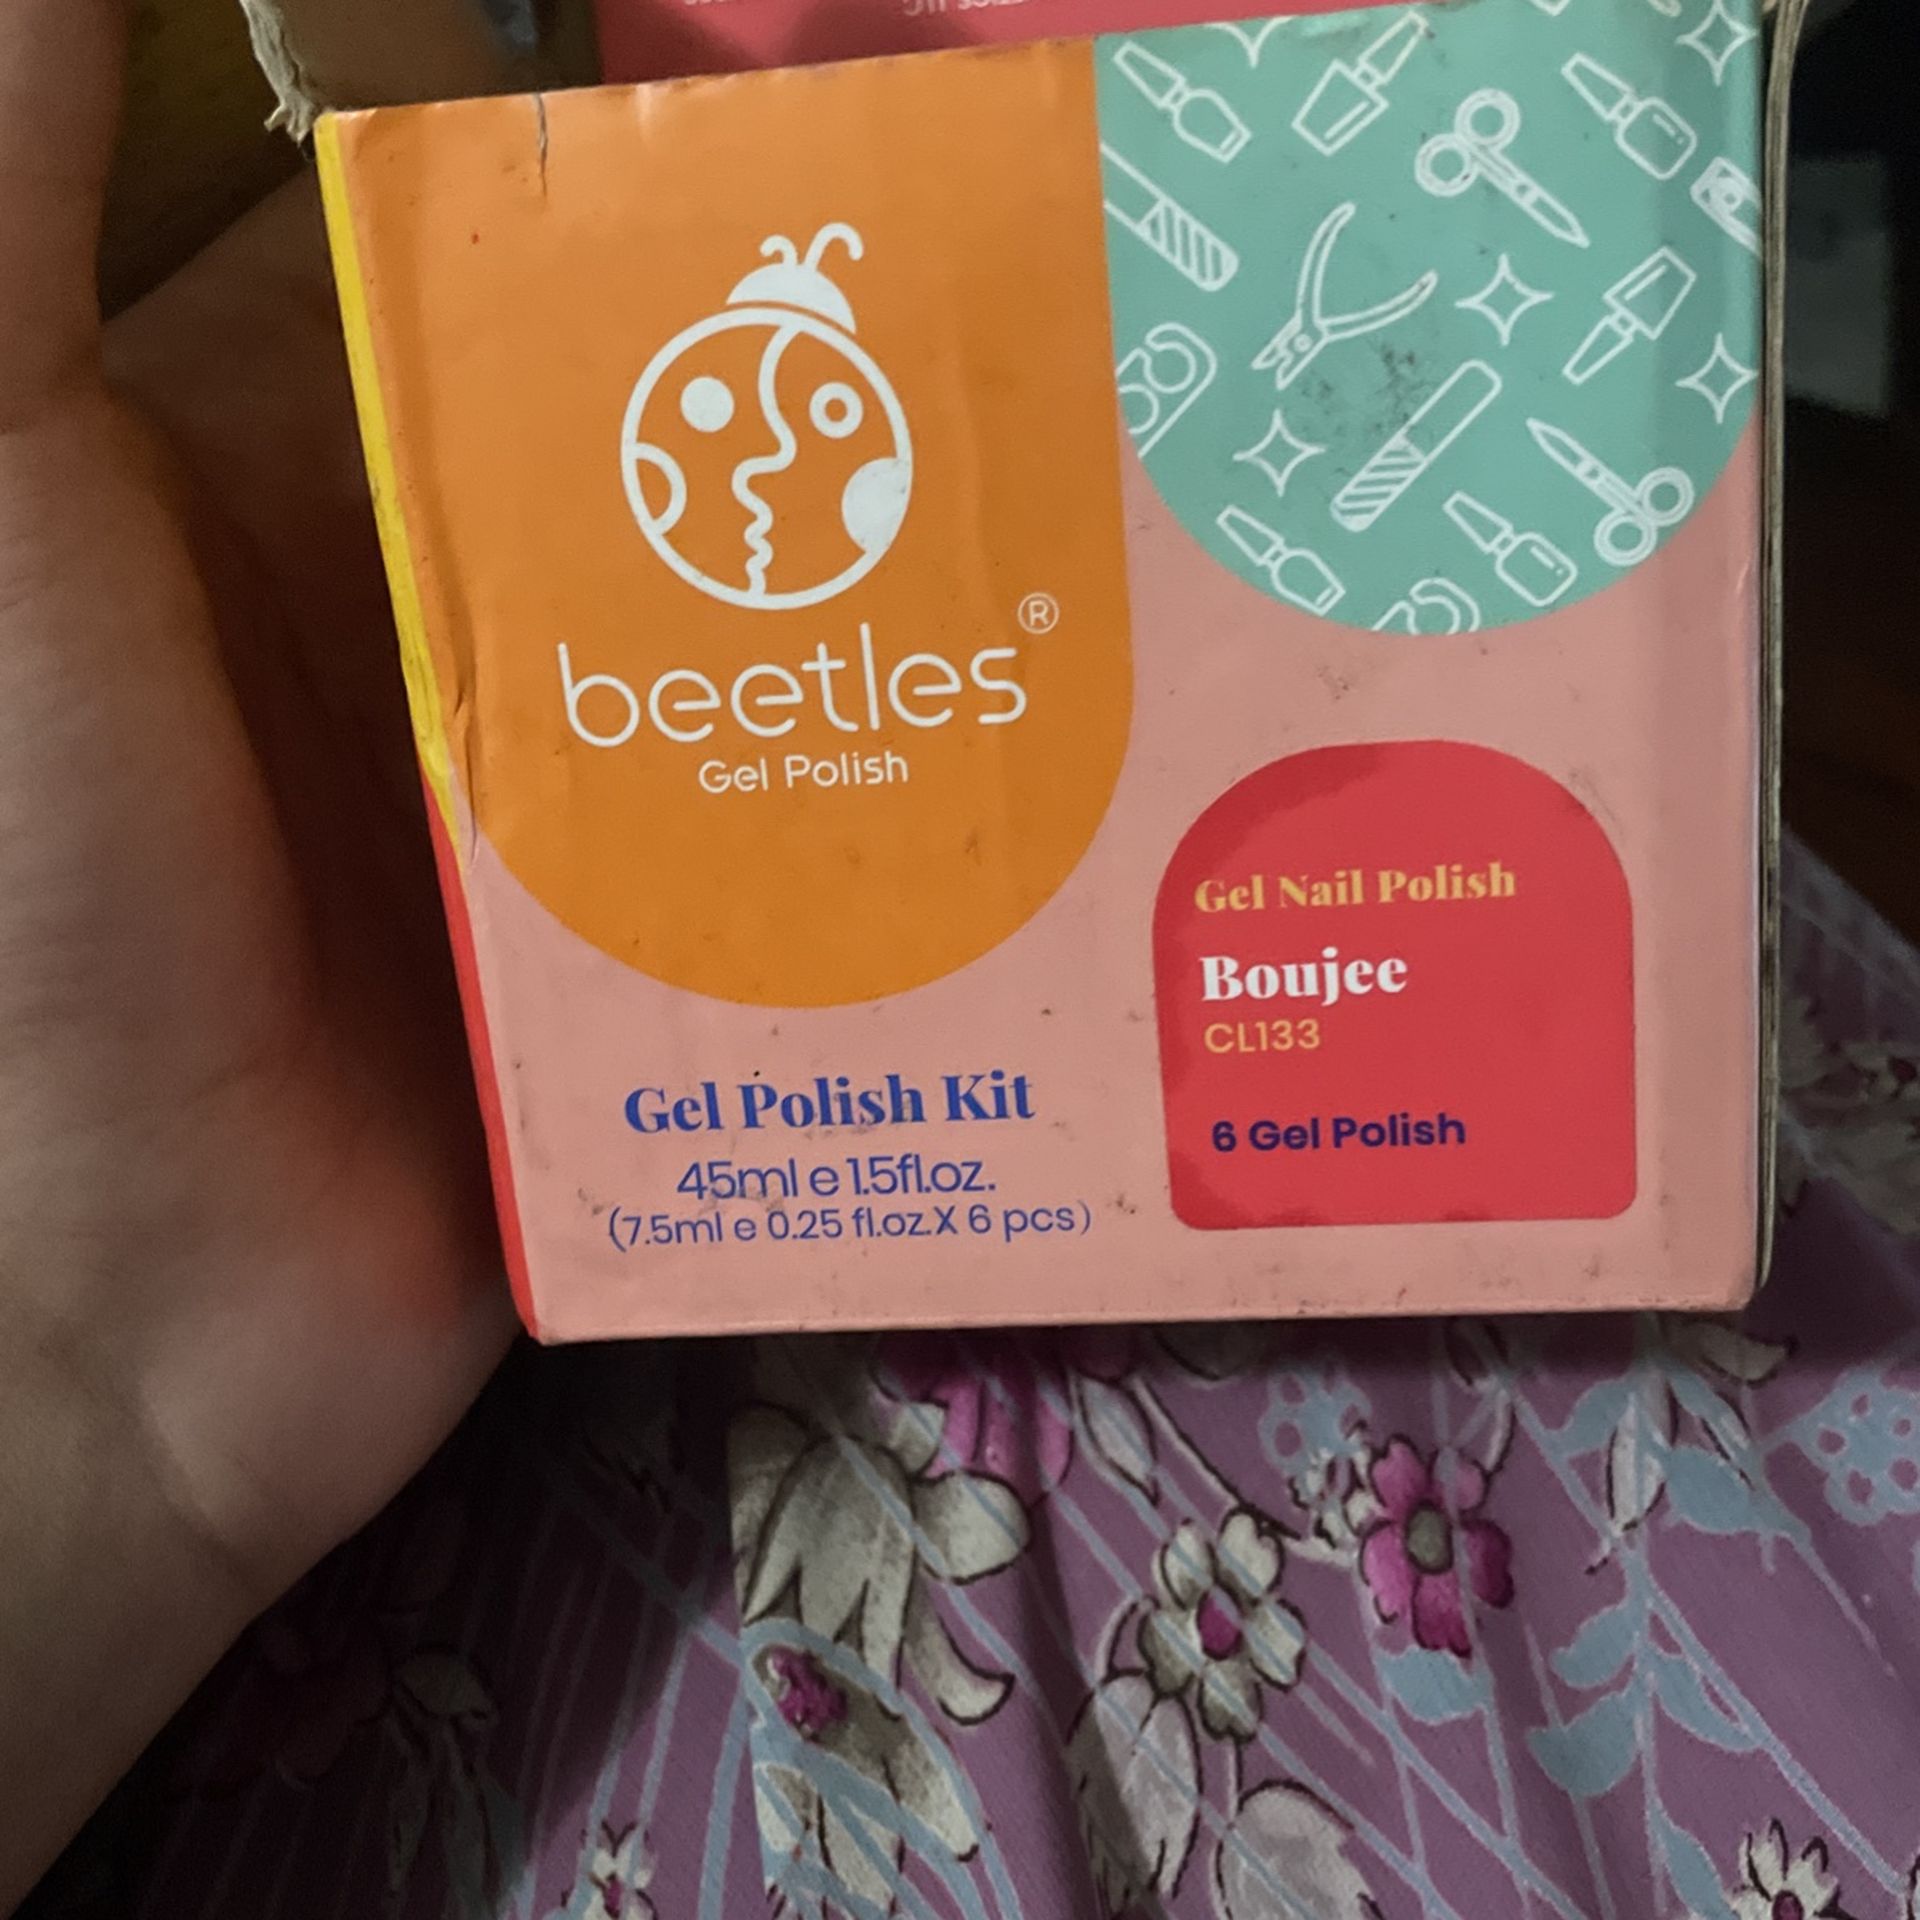 beetles®
Gel Polish
Gel Nail Polish
Boujee
CL133
6 Gel Polish
Gel Polish Kit
45ml e 1.5fl.oz.
(7.5ml e 0.25 fl.oz.X 6 pcs)